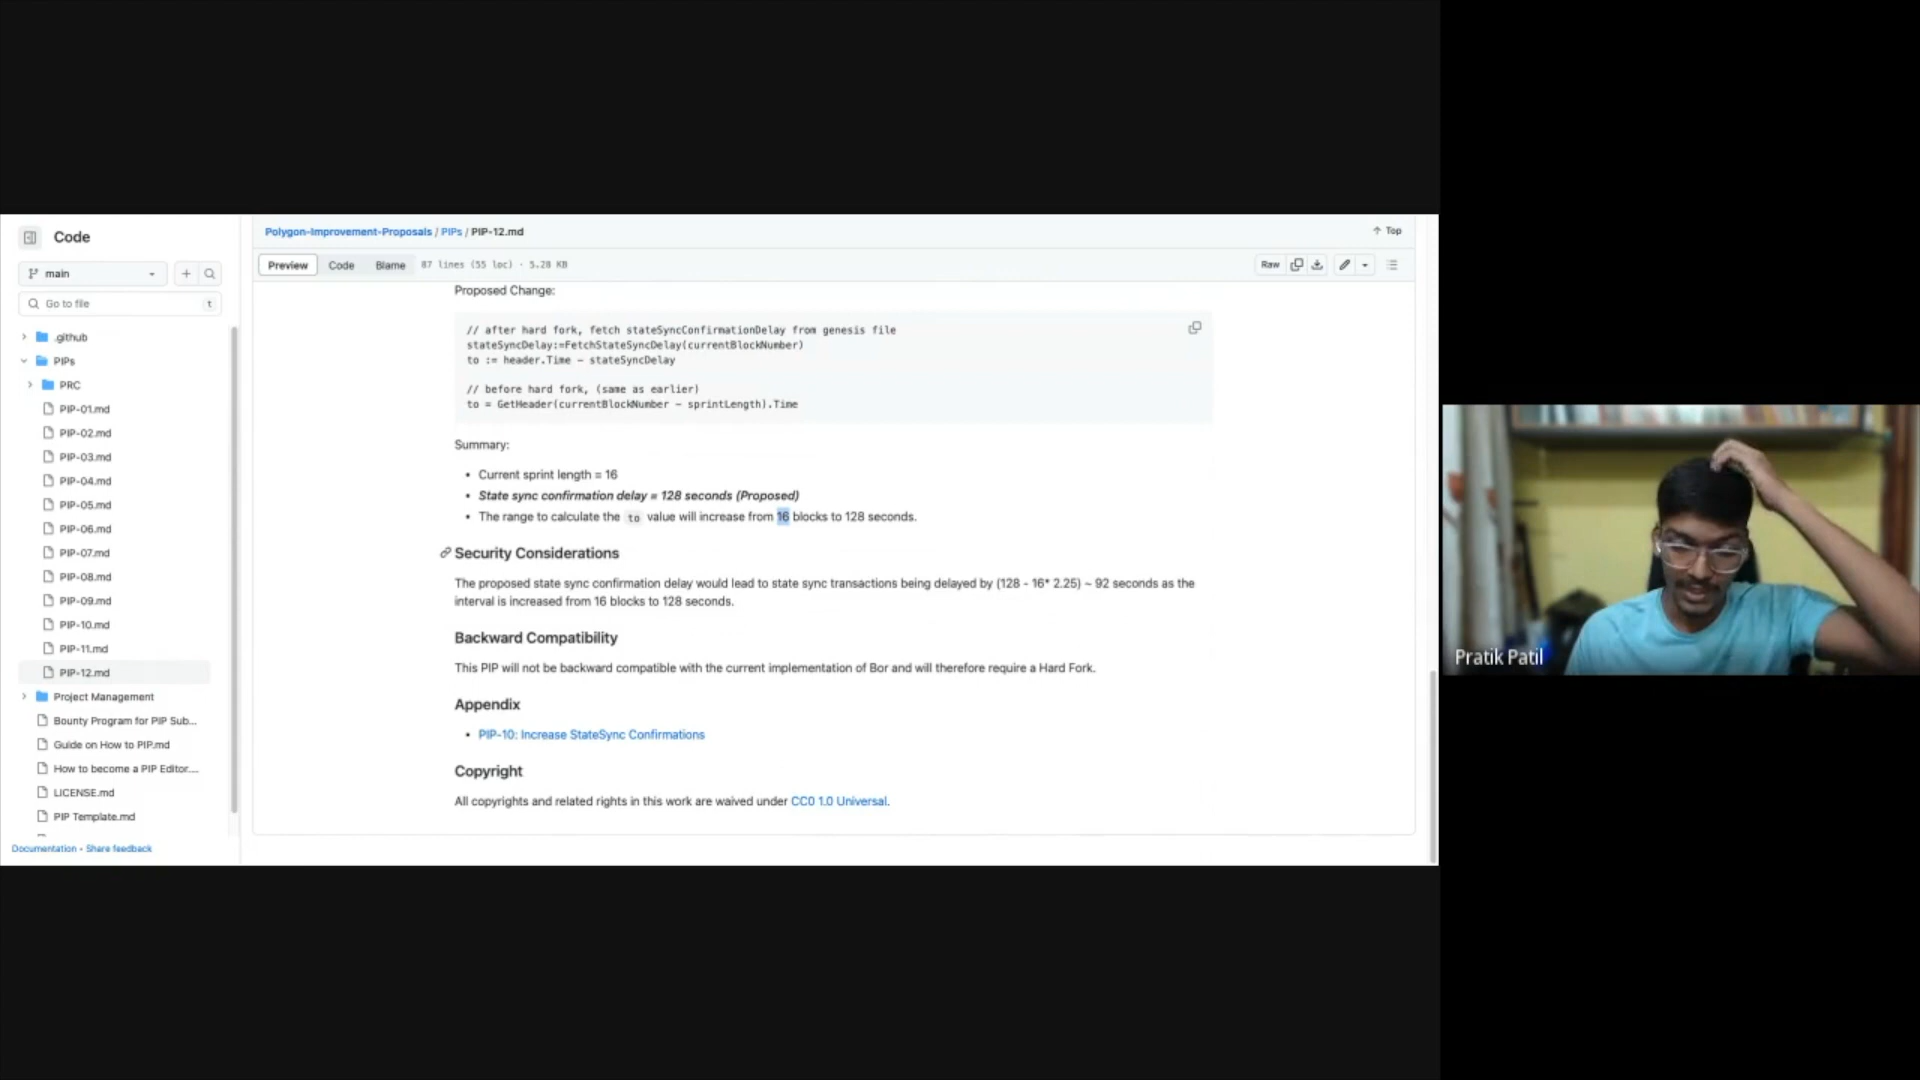 Code
main
Go to file
t
.github
PIPs
PRC
PIP-01.md
PIP-02.md
PIP-03.md
PIP-04.md
PIP-05.md
PIP-06.md
PIP-07.md
PIP-08.md
PIP-09.md
PIP-10.md
PIP-11.md
PIP-12.md
Project Management
Bounty Program for PIP Sub...
Guide on How to PIP.md
How to become a PIP Editor....
LICENSE.md
PIP Template.md
Documentation • Share feedback
Polygon-Improvement-Proposals / PIPs / PIP-12.md
Top
Preview Code Blame 87 lines (55 loc) · 5.28 KB
Raw
Proposed Change:
// after hard fork, fetch stateSyncConfirmationDelay from genesis file
stateSyncDelay:=FetchStateSyncDelay(currentBlockNumber)
to := header.Time - stateSyncDelay
// before hard fork, (same as earlier)
to = GetHeader(currentBlockNumber - sprintLength).Time
Summary:
• Current sprint length = 16
• State sync confirmation delay = 128 seconds (Proposed)
• The range to calculate the to value will increase from 16 blocks to 128 seconds.
Security Considerations
The proposed state sync confirmation delay would lead to state sync transactions being delayed by (128 - 16* 2.25) ~ 92 seconds as the
interval is increased from 16 blocks to 128 seconds.
Backward Compatibility
This PIP will not be backward compatible with the current implementation of Bor and will therefore require a Hard Fork.
Appendix
• PIP-10: Increase StateSync Confirmations
Copyright
All copyrights and related rights in this work are waived under CC0 1.0 Universal.
Pratik Patil